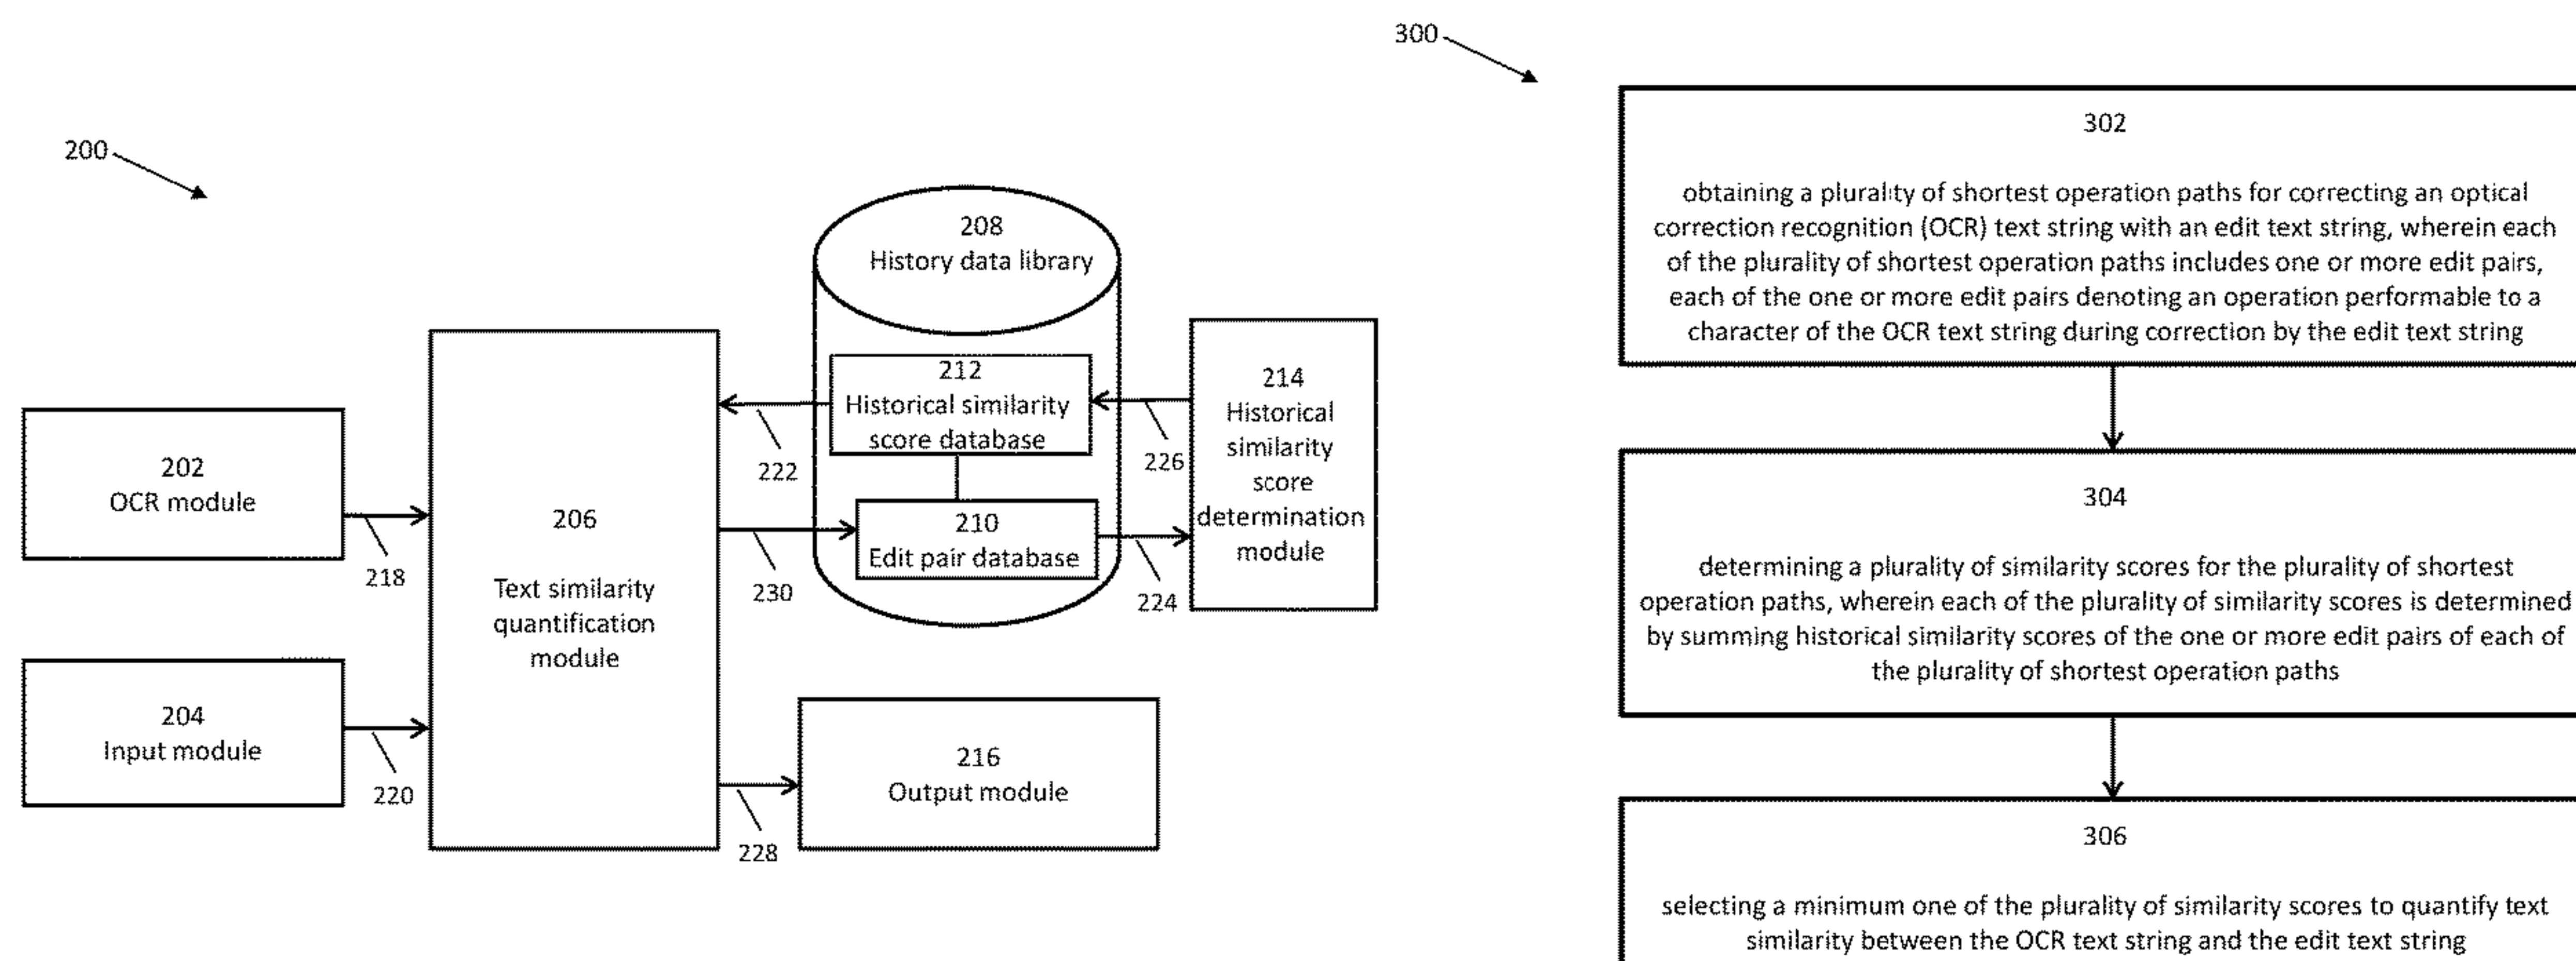 200
202
OCR module
218
204
Input module
220
206
Text similarity
quantification
module
208
History data library
212
Historical similarity
score database
222
210
Edit pair database
230
226
224
214
Historical
similarity
score
determination
module
216
Output module
228
300
302
obtaining a plurality of shortest operation paths for correcting an optical
correction recognition (OCR) text string with an edit text string, wherein each
of the plurality of shortest operation paths includes one or more edit pairs,
each of the one or more edit pairs denoting an operation performable to a
character of the OCR text string during correction by the edit text string
304
determining a plurality of similarity scores for the plurality of shortest
operation paths, wherein each of the plurality of similarity scores is determined
by summing historical similarity scores of the one or more edit pairs of each of
the plurality of shortest operation paths
306
selecting a minimum one of the plurality of similarity scores to quantify text
similarity between the OCR text string and the edit text string